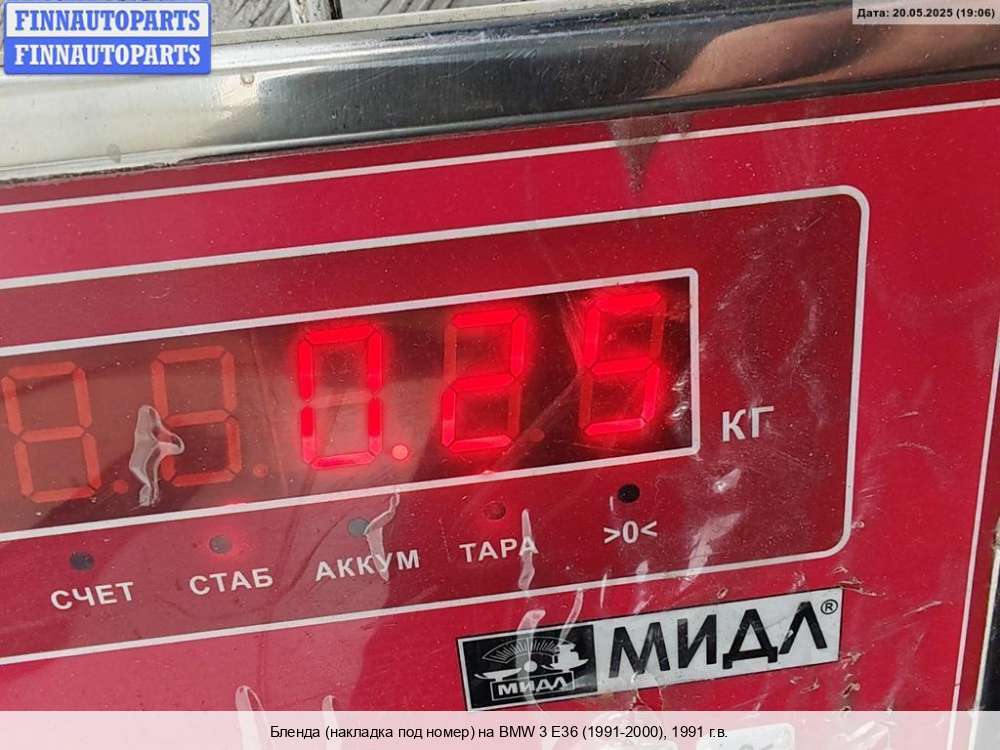 FINNAUTOPARTS
FINNAUTOPARTS
Дата: 20.05.2025 (19:06)
0.25
КГ
СЧЕТ
СТАБ
АККУМ
ТАРА
>0<
МИДЛ
МИДЛ®
Бленда (накладка под номер) на BMW 3 E36 (1991-2000), 1991 г.в.